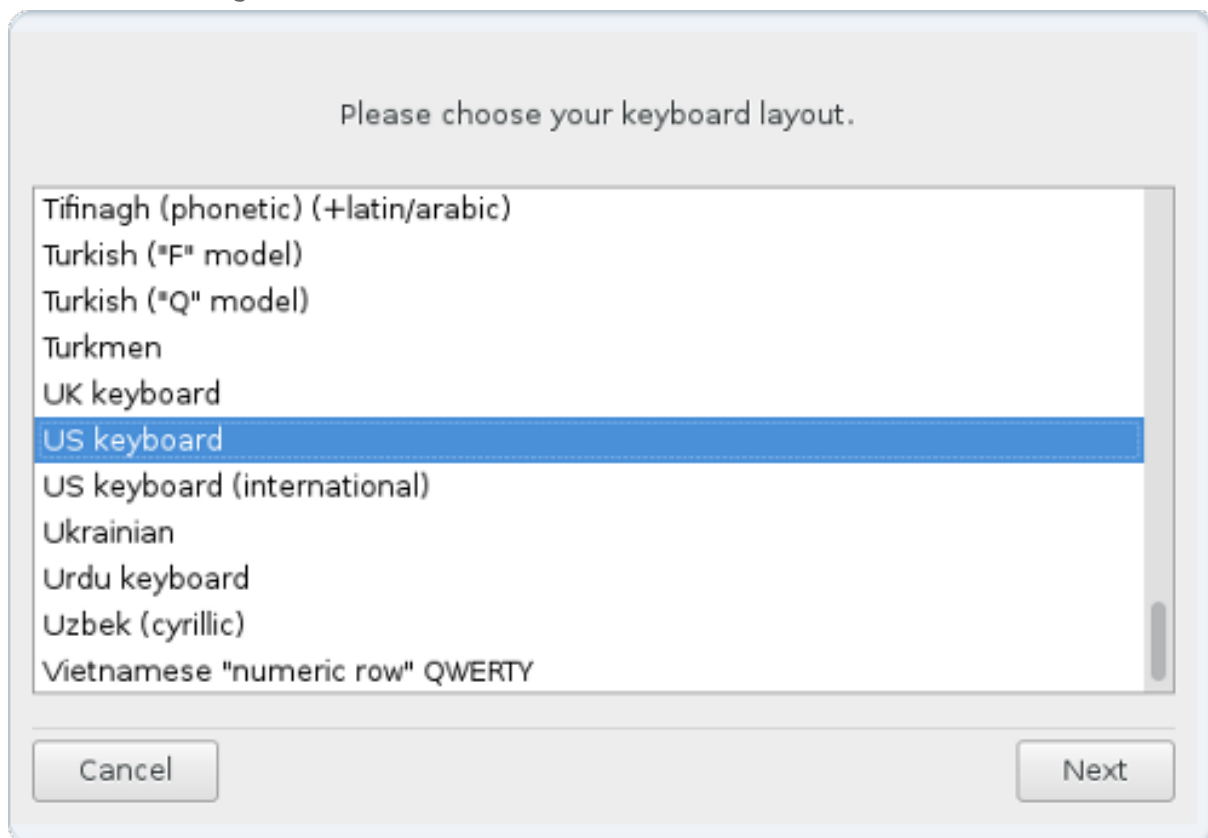 Please choose your keyboard layout.
Tifinagh (phonetic) (+latin/arabic)
Turkish ("F" model)
Turkish ("Q" model)
Turkmen
UK keyboard
US keyboard
US keyboard (international)
Ukrainian
Urdu keyboard
Uzbek (cyrillic)
Vietnamese "numeric row" QWERTY
Cancel
Next